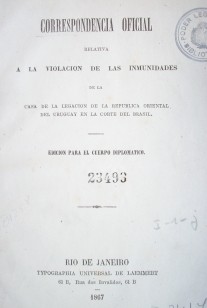 CORRESPONDENCIA OFICIAL
RELATIVA
A LA VIOLACION DE LAS INMUNIDADES
DE LA
CASA DE LA LEGACION DE LA REPUBLICA ORIENTAL
DEL URUGUAY EN LA CORTE DEL BRASIL.
EDICION PARA EL CUERPO DIPLOMATICO.
23493
RIO DE JANEIRO
TYPOGRAPHIA UNIVERSAL DE LAEMMERT
61 B, Rua dos Invalidos, 61 B
1867